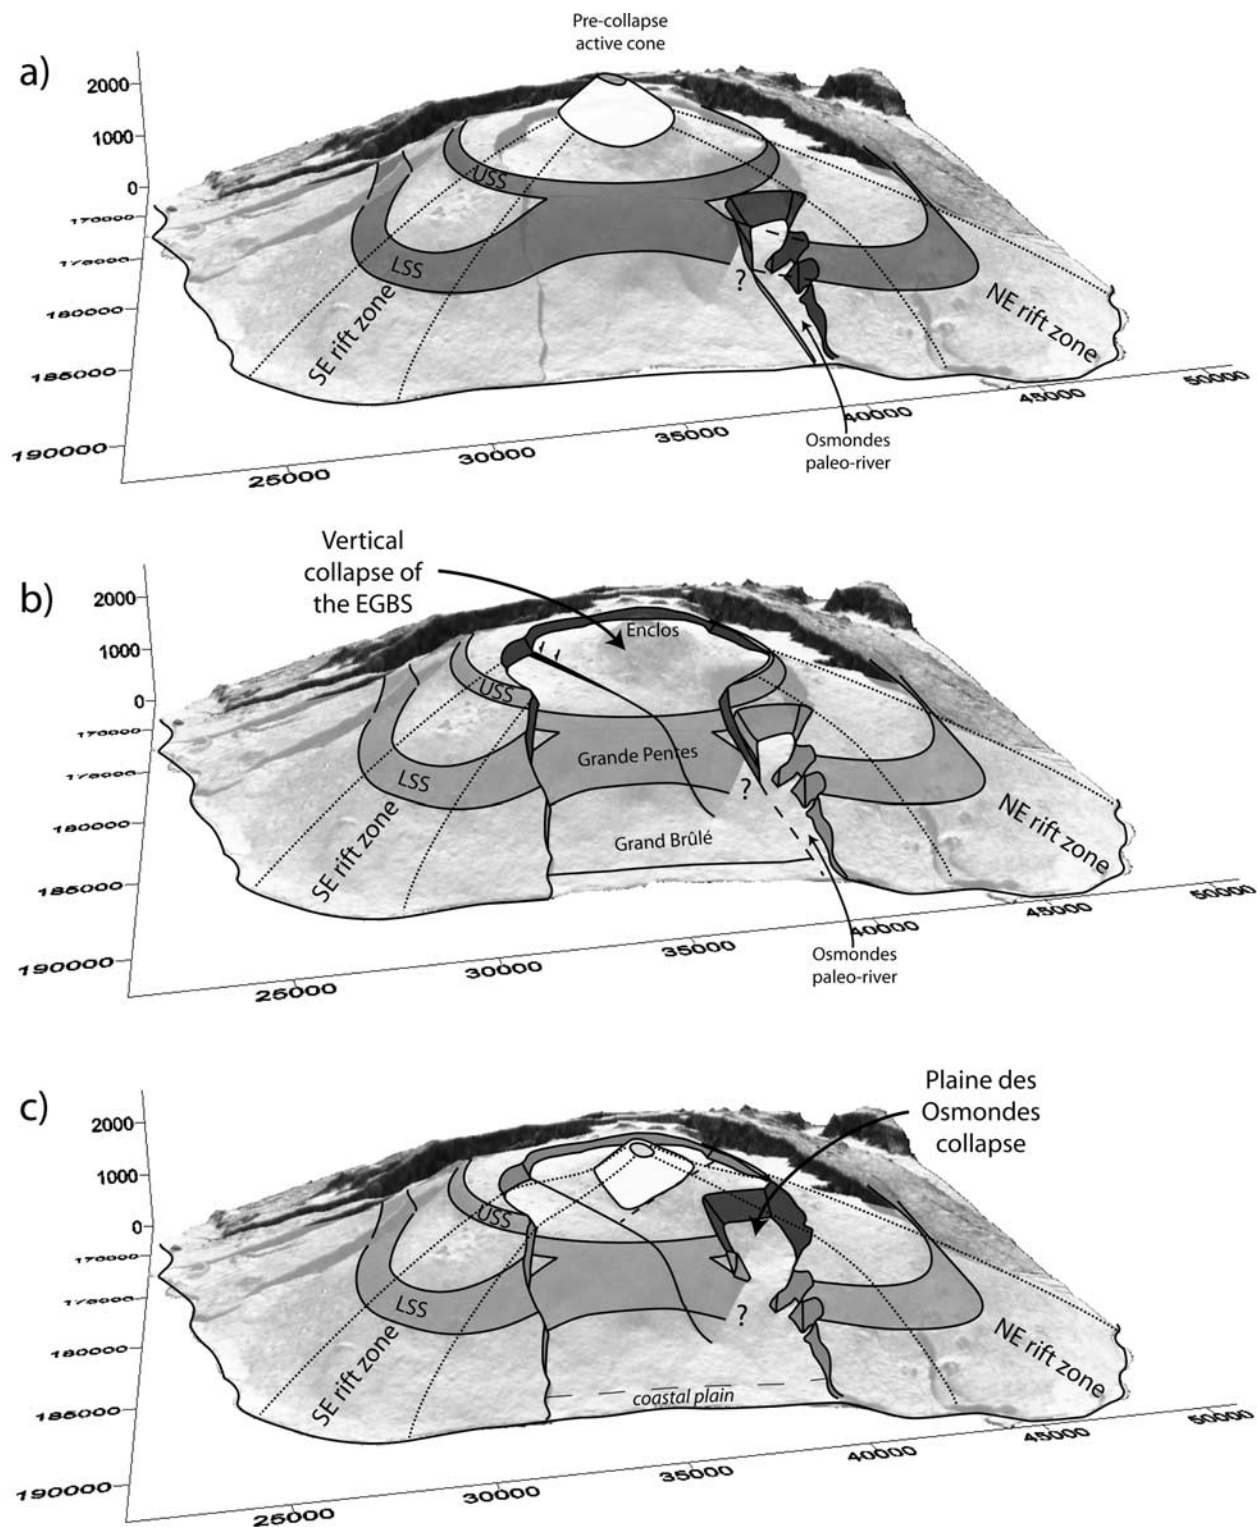 a)
Pre-collapse
active cone
2000
1000
0
170000
175000
180000
185000
190000
25000
30000
35000
40000
45000
50000
USS
LSS
SE rift zone
NE rift zone
?
Osmondes
paleo-river
b)
Vertical
collapse of
the EGBS
2000
1000
0
170000
175000
180000
185000
190000
25000
30000
35000
40000
45000
50000
Enclos
USS
LSS
Grande Pentes
Grand Brûlé
SE rift zone
NE rift zone
?
Osmondes
paleo-river
c)
Plaine des
Osmondes
collapse
2000
1000
0
170000
175000
180000
185000
190000
25000
30000
35000
40000
45000
50000
USS
LSS
SE rift zone
NE rift zone
?
coastal plain